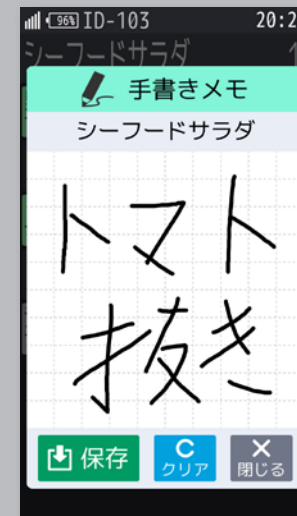 96% ID-103 20:2
シーフードサラダ 1
手書きメモ
シーフードサラダ
トマト
抜き
保存 C クリア × 閉じる